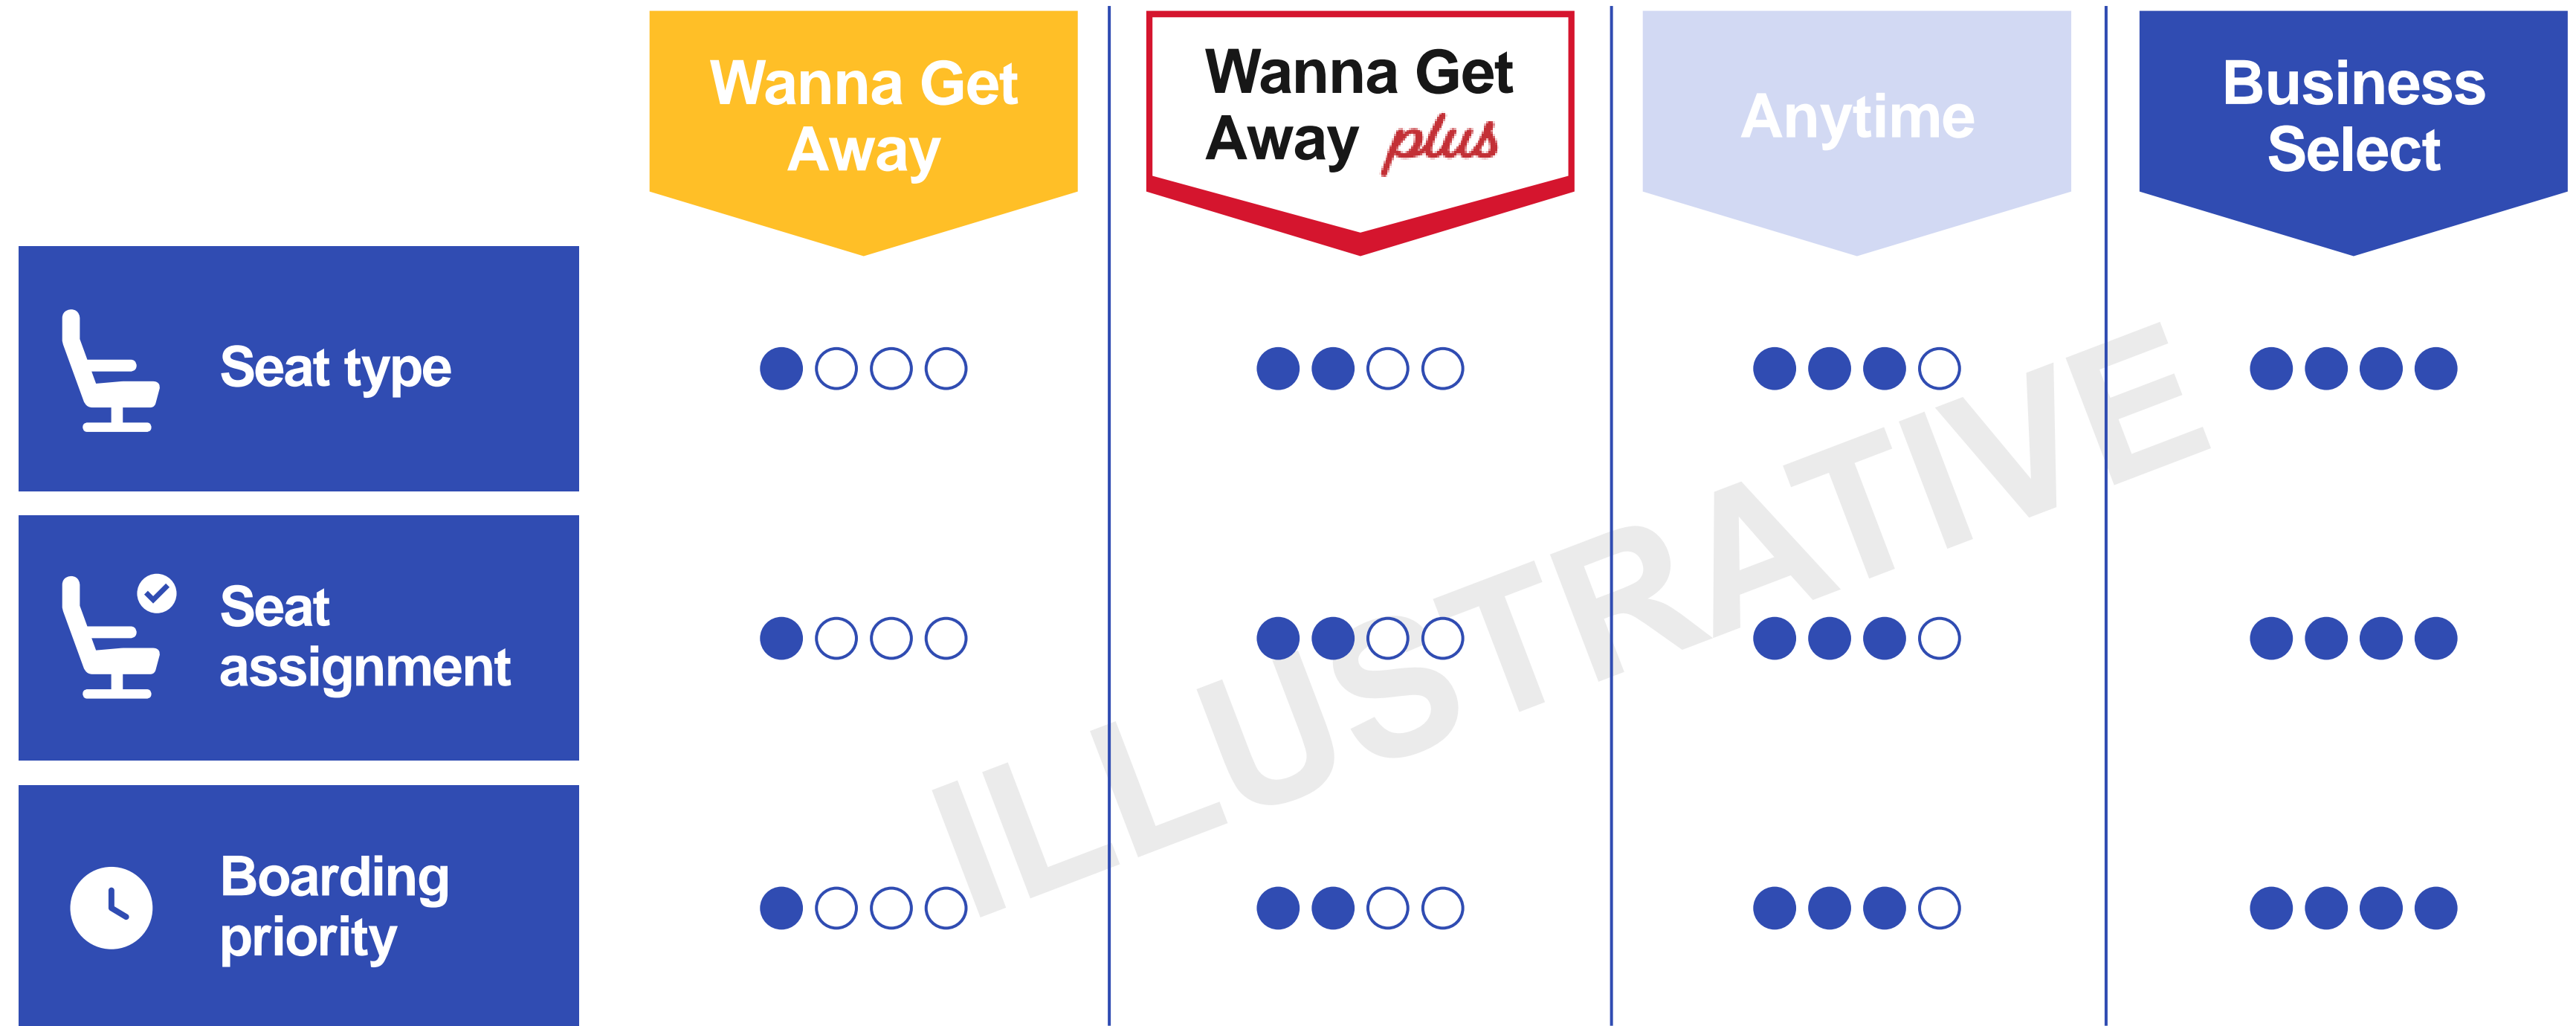 Wanna Get
Away
Wanna Get
Away plus
Anytime
Business
Select
Seat type
Seat
assignment
Boarding
priority
ILLUSTRATIVE